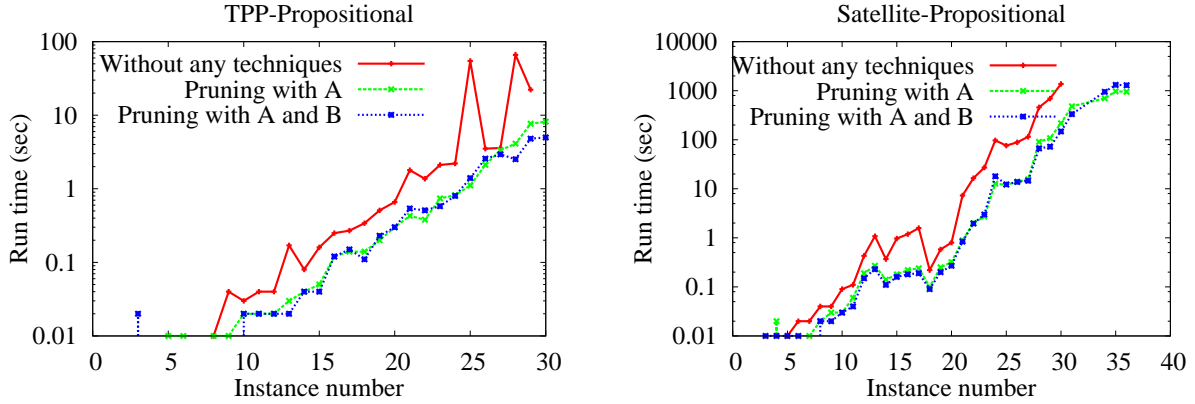 TPP-Propositional
100
10
1
0.1
0.01
Run time (sec)
Without any techniques
Pruning with A
Pruning with A and B
0 5 10 15 20 25 30
Instance number
Satellite-Propositional
10000
1000
100
10
1
0.1
0.01
Run time (sec)
Without any techniques
Pruning with A
Pruning with A and B
0 5 10 15 20 25 30 35 40
Instance number